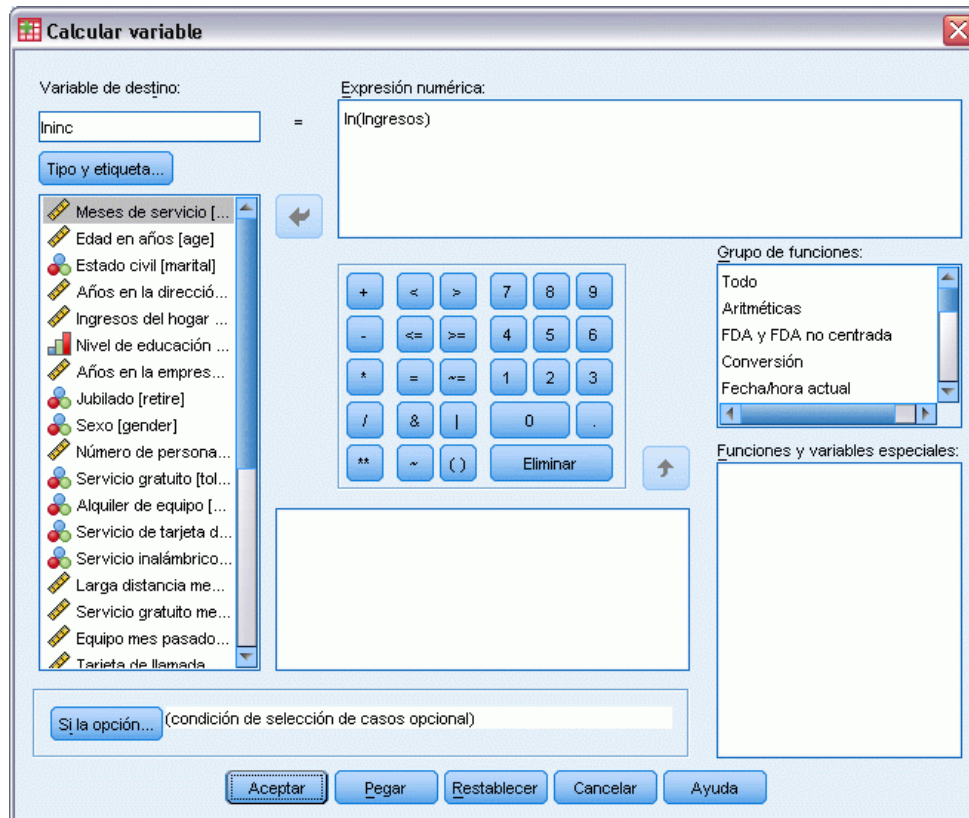 Calcular variable
Variable de destino:
lninc
=
Expresión numérica:
ln(Ingresos)
Tipo y etiqueta...
Meses de servicio [...
Edad en años [age]
Estado civil [marital]
Años en la direcció...
Ingresos del hogar ...
Nivel de educación ...
Años en la empres...
Jubilado [retire]
Sexo [gender]
Número de persona...
Servicio gratuito [tol...
Alquiler de equipo [...
Servicio de tarjeta d...
Servicio inalámbrico...
Larga distancia me...
Servicio gratuito me...
Equipo mes pasado...
Tarjeta de llamada
+ < > 7 8 9
- <= >= 4 5 6
* = ~= 1 2 3
/ & | 0 .
** ~ ( ) Eliminar
Grupo de funciones:
Todo
Aritméticas
FDA y FDA no centrada
Conversión
Fecha/hora actual
Funciones y variables especiales:
Si la opción... (condición de selección de casos opcional)
Aceptar Pegar Restablecer Cancelar Ayuda